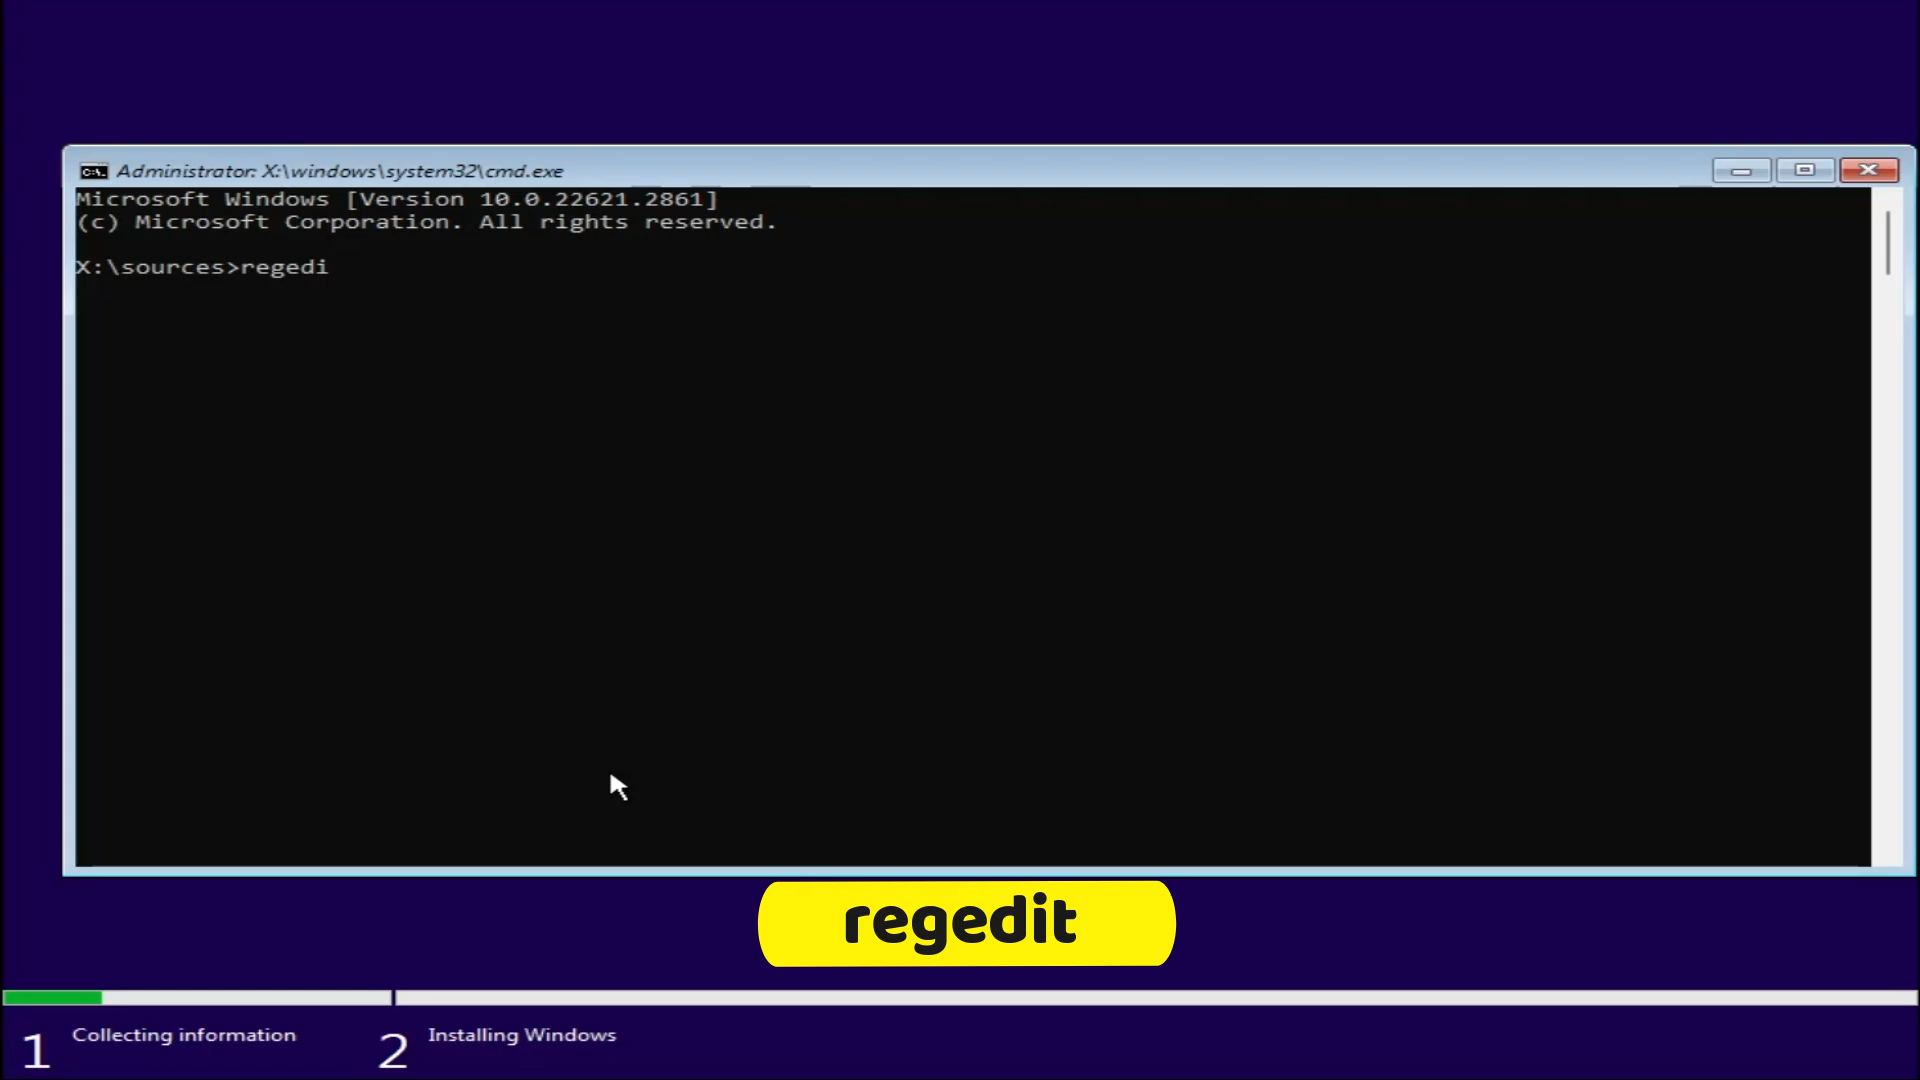 Administrator: X:\windows\system32\cmd.exe
Microsoft Windows [Version 10.0.22621.2861]
(c) Microsoft Corporation. All rights reserved.
X:\sources>regedi
regedit
1 Collecting information 2 Installing Windows